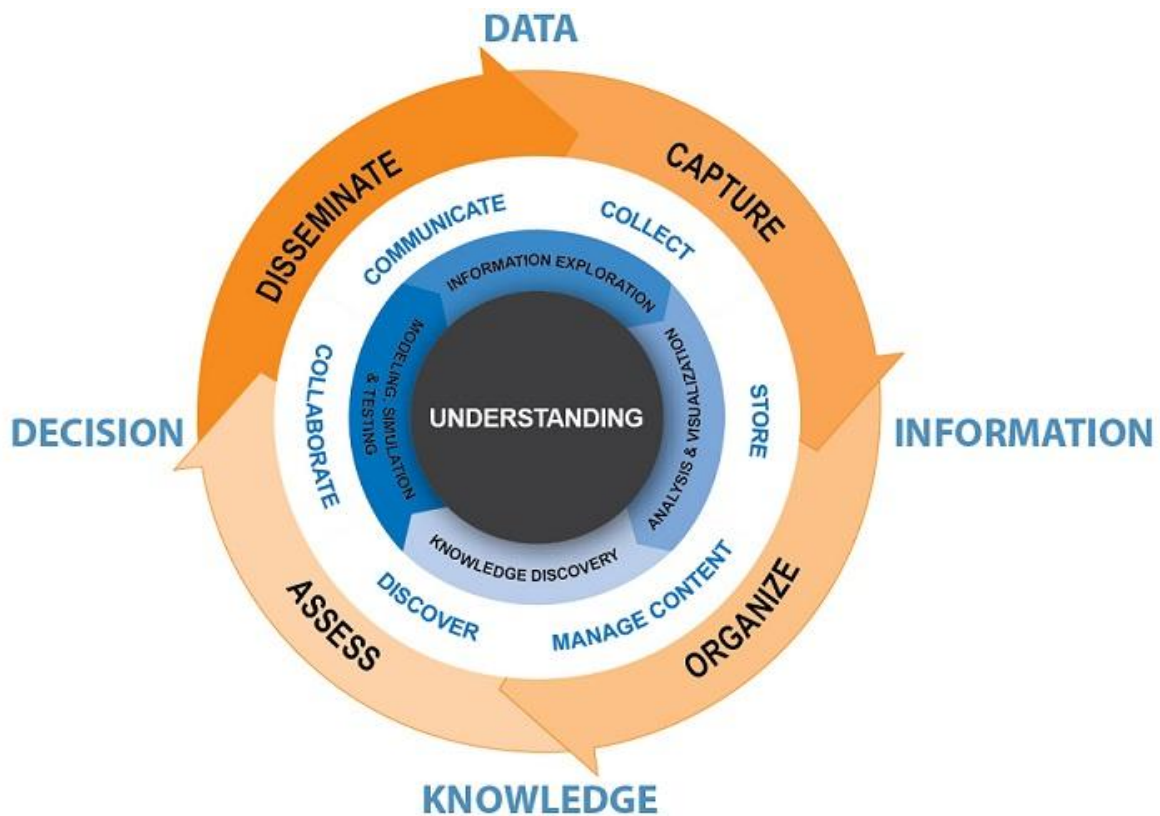 DATA
CAPTURE
INFORMATION
ORGANIZE
KNOWLEDGE
ASSESS
DECISION
DISSEMINATE
COLLECT
STORE
MANAGE CONTENT
DISCOVER
COLLABORATE
COMMUNICATE
INFORMATION EXPLORATION
ANALYSIS & VISUALIZATION
KNOWLEDGE DISCOVERY
MODELING, SIMULATION
& TESTING
UNDERSTANDING